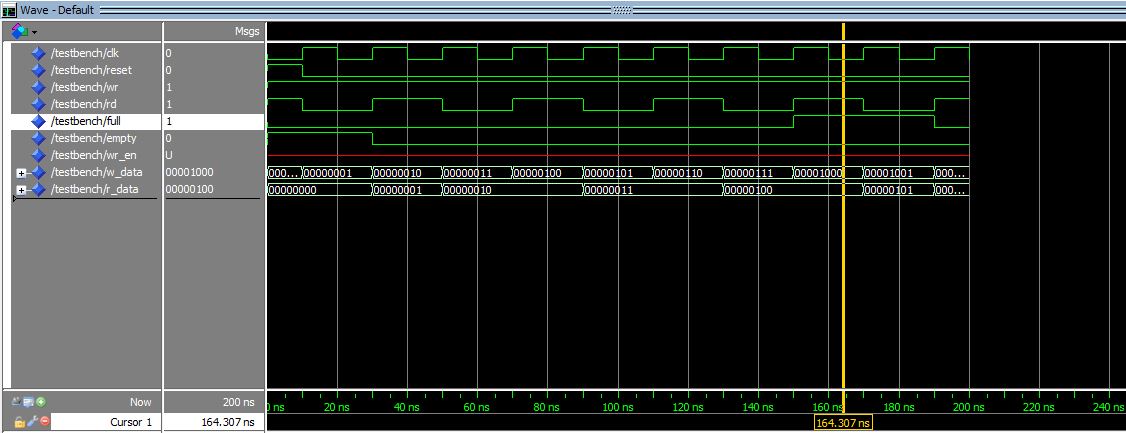 Wave - Default
Msgs
/testbench/clk 0
/testbench/reset 0
/testbench/wr 1
/testbench/rd 1
/testbench/full 1
/testbench/empty 0
/testbench/wr_en U
/testbench/w_data 00001000 000... 00000001 00000010 00000011 00000100 00000101 00000110 00000111 00001000 00001001 000...
/testbench/r_data 00000100 00000000 00000001 00000010 00000011 00000100 00000101 000...
Now 200 ns 0 ns 20 ns 40 ns 60 ns 80 ns 100 ns 120 ns 140 ns 160 ns 180 ns 200 ns 220 ns 240 ns
Cursor 1 164.307 ns 164.307 ns